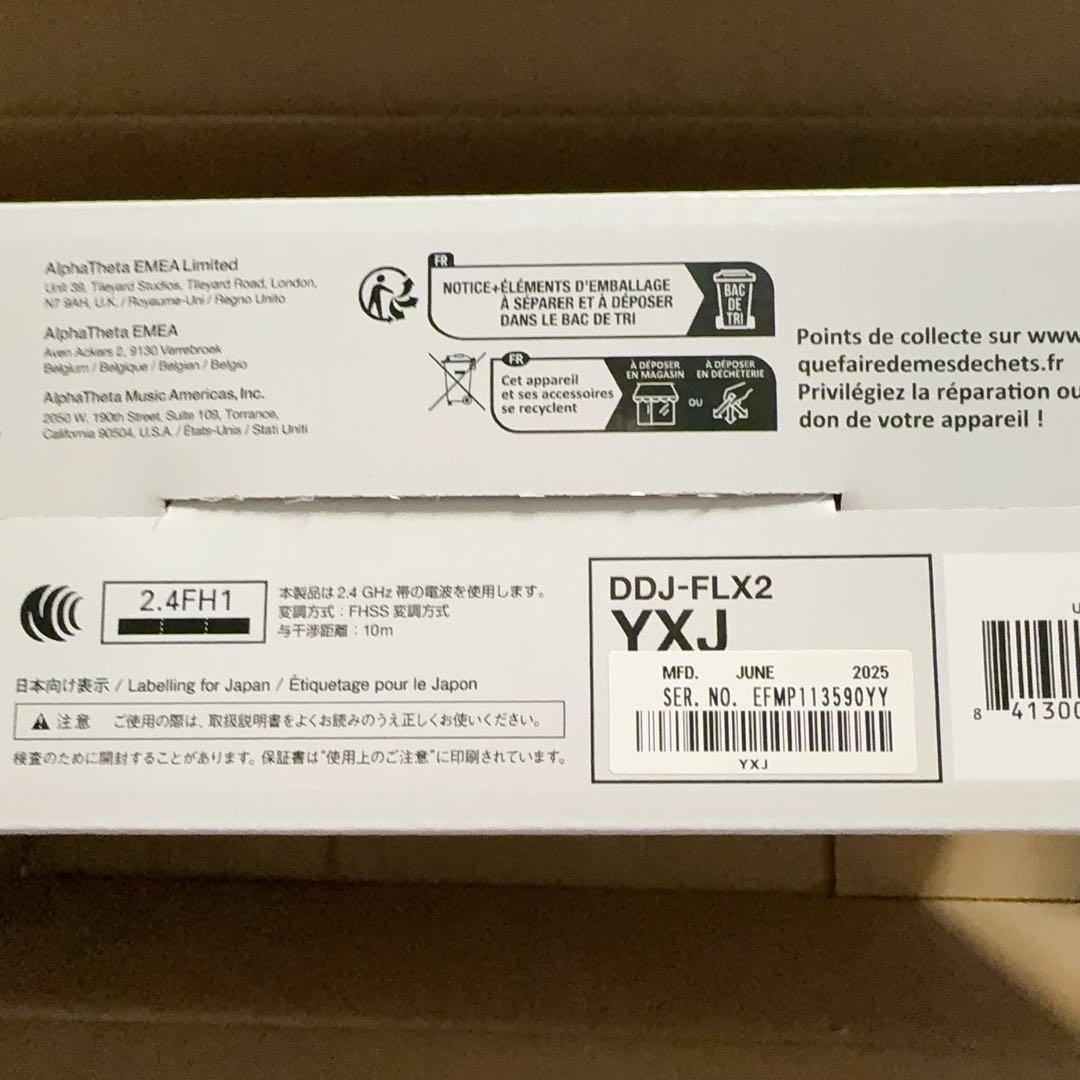 AlphaTheta EMEA Limited
Unit 38, Tileyard Studios, Tileyard Road, London,
N7 9AH, U.K. / Royaume-Uni / Regno Unito
AlphaTheta EMEA
Aven Ackers 2, 9130 Verrebroek
Belgium / Belgique / Belgien / Belgio
AlphaTheta Music Americas, Inc.
2050 W. 190th Street, Suite 109, Torrance,
California 90504, U.S.A. / États-Unis / Stati Uniti
FR
NOTICE+ÉLÉMENTS D'EMBALLAGE
À SÉPARER ET À DÉPOSER
DANS LE BAC DE TRI
BAC
DE
TRI
FR
Cet appareil
et ses accessoires
se recyclent
À DÉPOSER
EN MAGASIN
OU
À DÉPOSER
EN DÉCHÈTERIE
Points de collecte sur www
quefairedemesdechets.fr
Privilégiez la réparation ou
don de votre appareil !
2.4FH1
本製品は2.4 GHz 帯の電波を使用します。
変調方式：FHSS 変調方式
与干渉距離：10m
日本向け表示 / Labelling for Japan / Étiquetage pour le Japon
注意 ご使用の際は、取扱説明書をよくお読みのうえ正しくお使いください。
検査のために開封することがあります。保証書は"使用上のご注意"に印刷されています。
DDJ-FLX2
YXJ
MFD. JUNE 2025
SER. NO. EFMP113590YY
YXJ
U
8 41300